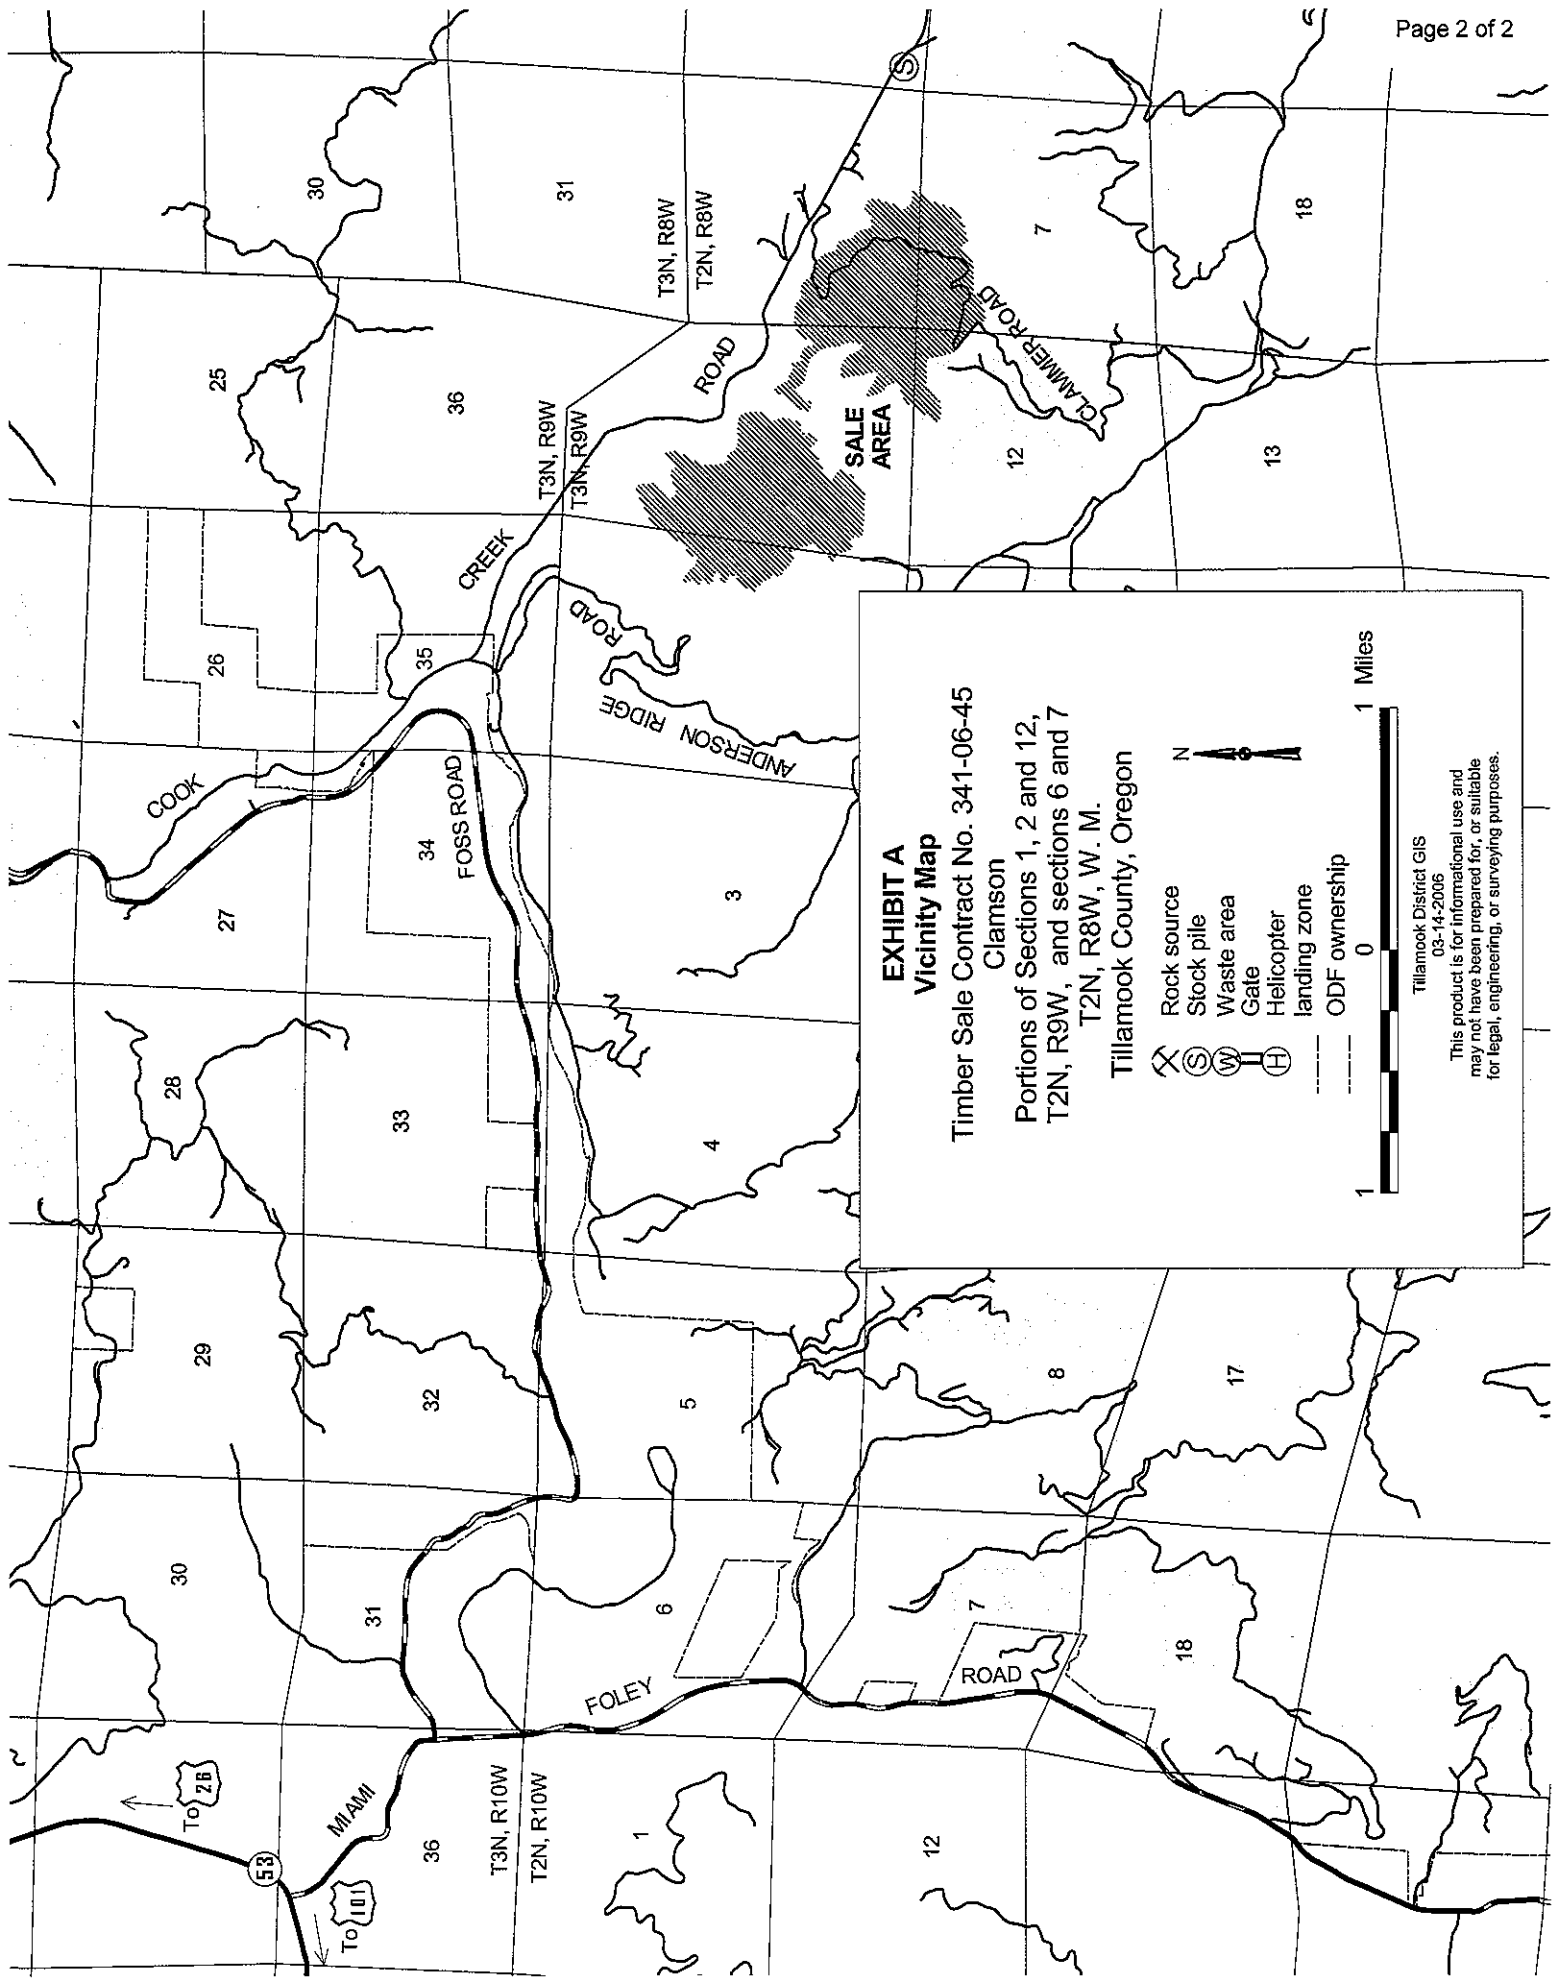 Page 2 of 2
30
31
T3N, R8W
T2N, R8W
7
18
25
36
T3N, R9W
T3N, R9W
ROAD
SALE
AREA
CLAMMER ROAD
12
13
S
26
35
CREEK
ROAD
ANDERSON RIDGE
COOK
27
34
FOSS ROAD
3
28
33
4
29
32
5
8
17
30
31
6
7
18
FOLEY
ROAD
To 26
53
To 101
MIAMI
36
T3N, R10W
T2N, R10W
1
12
EXHIBIT A
Vicinity Map
Timber Sale Contract No. 341-06-45
Clamson
Portions of Sections 1, 2 and 12,
T2N, R9W, and sections 6 and 7
T2N, R8W, W. M.
Tillamook County, Oregon
Rock source
S Stock pile
W Waste area
Gate
H Helicopter
landing zone
ODF ownership
N
1 0 1 Miles
Tillamook District GIS
03-14-2006
This product is for informational use and
may not have been prepared for, or suitable
for legal, engineering, or surveying purposes.